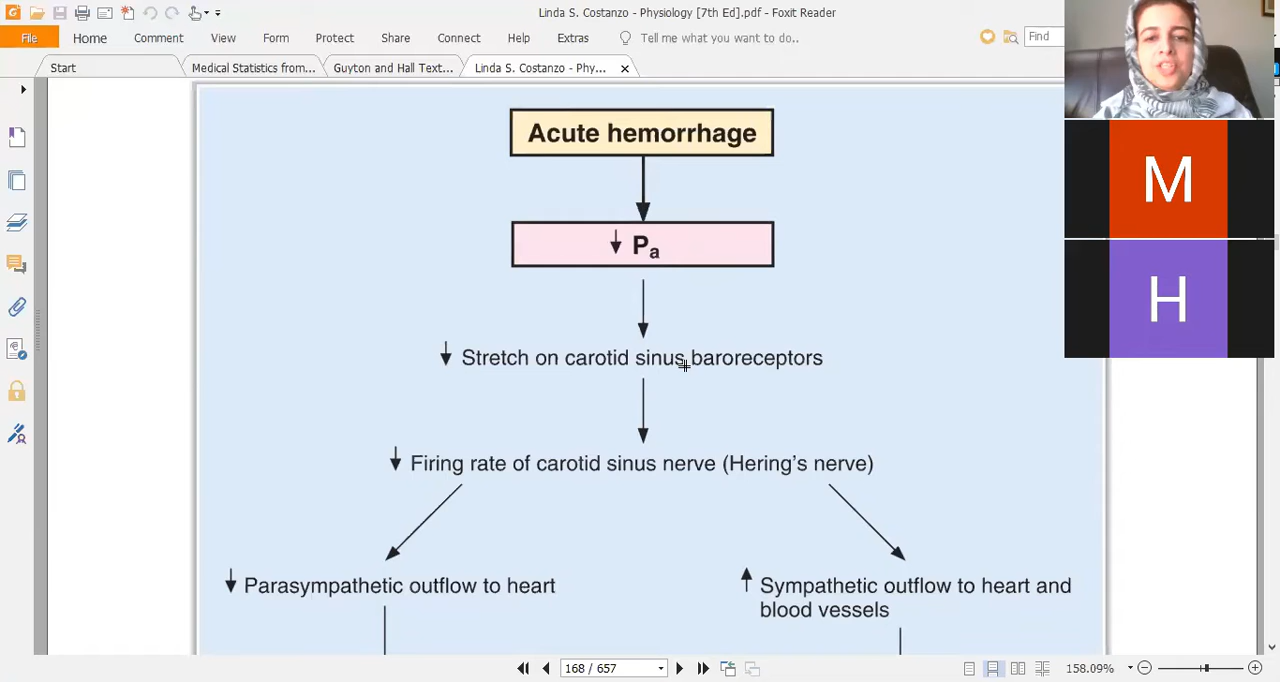 Linda S. Costanzo - Physiology [7th Ed].pdf - Foxit Reader
File Home Comment View Form Protect Share Connect Help Extras Tell me what you want to do.. Find
Start Medical Statistics from... Guyton and Hall Text... Linda S. Costanzo - Phy... ×
Acute hemorrhage
↓ Pa
↓ Stretch on carotid sinus baroreceptors
↓ Firing rate of carotid sinus nerve (Hering's nerve)
↓ Parasympathetic outflow to heart
↑ Sympathetic outflow to heart and
blood vessels
M
H
168 / 657
158.09%